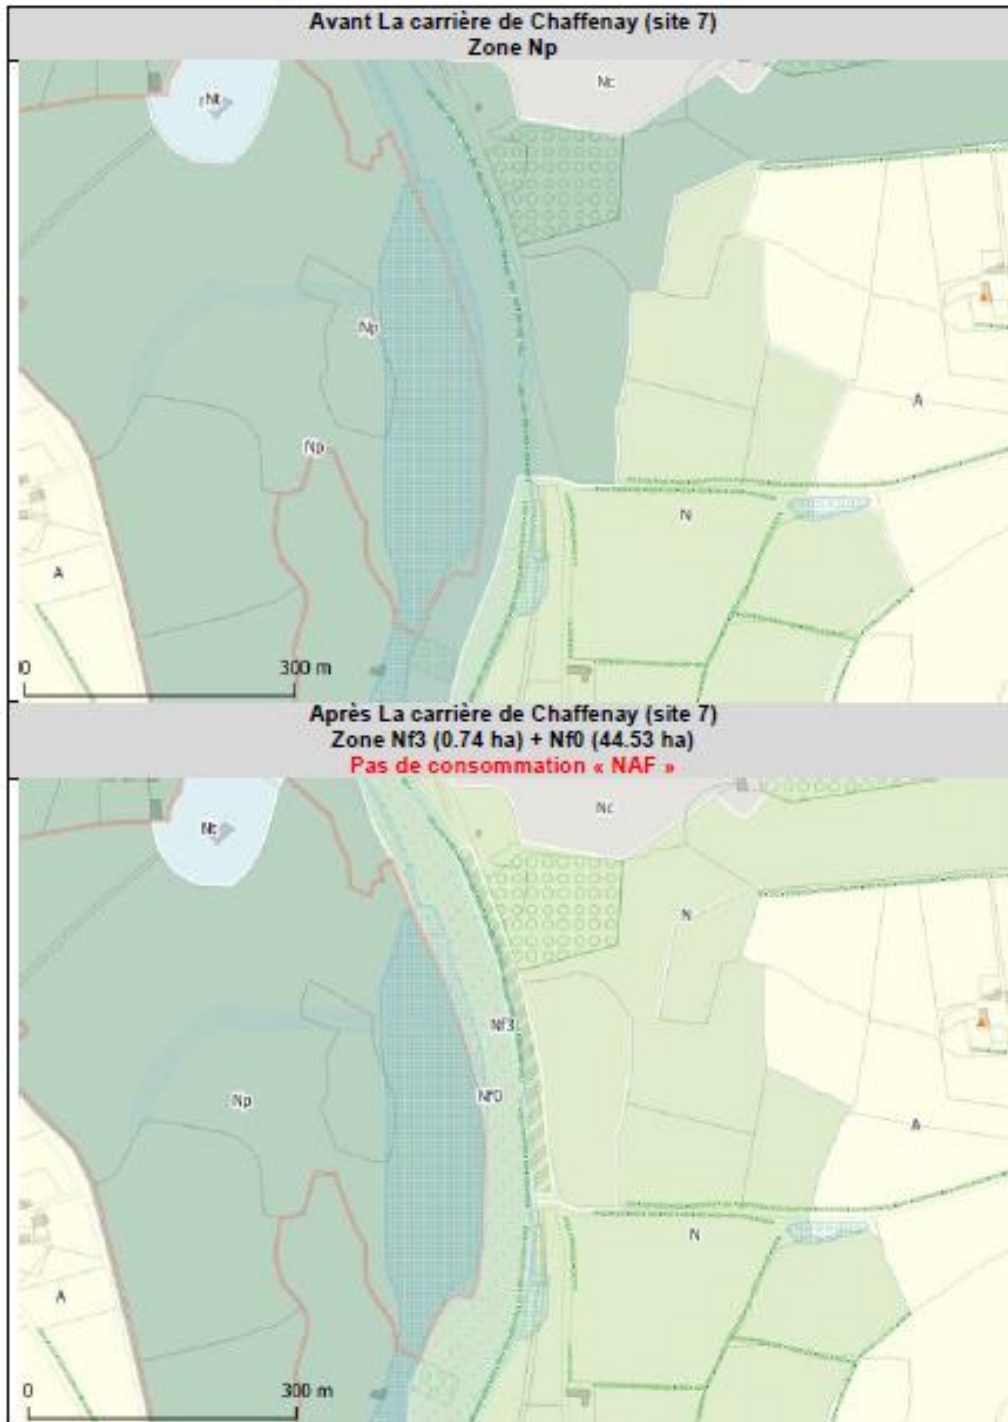 Avant La carrière de Chaffenay (site 7)
Zone Np
Nt
Nc
Np
Np
A
N
A
0
300 m
Après La carrière de Chaffenay (site 7)
Zone Nf3 (0.74 ha) + Nf0 (44.53 ha)
Pas de consommation « NAF »
Nt
Nc
N
Nf3
Nf0
Np
A
N
A
0
300 m